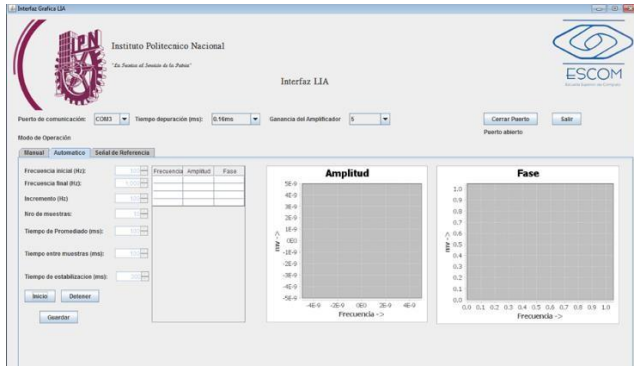 Interfaz Grafica LIA
IPN
Instituto Politecnico Nacional
"La Tecnica al Servicio de la Patria"
Interfaz LIA
ESCOM
Escuela Superior de Cómputo
Puerto de comunicación: COM3 Tiempo depuración (ms): 0.16ms Ganancia del Amplificador 5 Cerrar Puerto Salir
Puerto abierto
Modo de Operación
Manual Automatico Señal de Referencia
Frecuencia inicial (Hz):
Frecuencia final (Hz):
Incremento (Hz)
Nro de muestras:
Tiempo de Promediado (ms):
Tiempo entre muestras (ms):
Tiempo de estabilizacion (ms):
Inicio Detener
Guardar
Frecuencia Amplitud Fase
Amplitud
5E-9
4E-9
3E-9
2E-9
1E-9
0E0
-1E-9
-2E-9
-3E-9
-4E-9
-5E-9
mv ->
-4E-9 -2E-9 0E0 2E-9 4E-9
Frecuencia ->
Fase
1.0
0.9
0.8
0.7
0.6
0.5
0.4
0.3
0.2
0.1
0.0
mv ->
0.0 0.1 0.2 0.3 0.4 0.5 0.6 0.7 0.8 0.9 1.0
Frecuencia ->